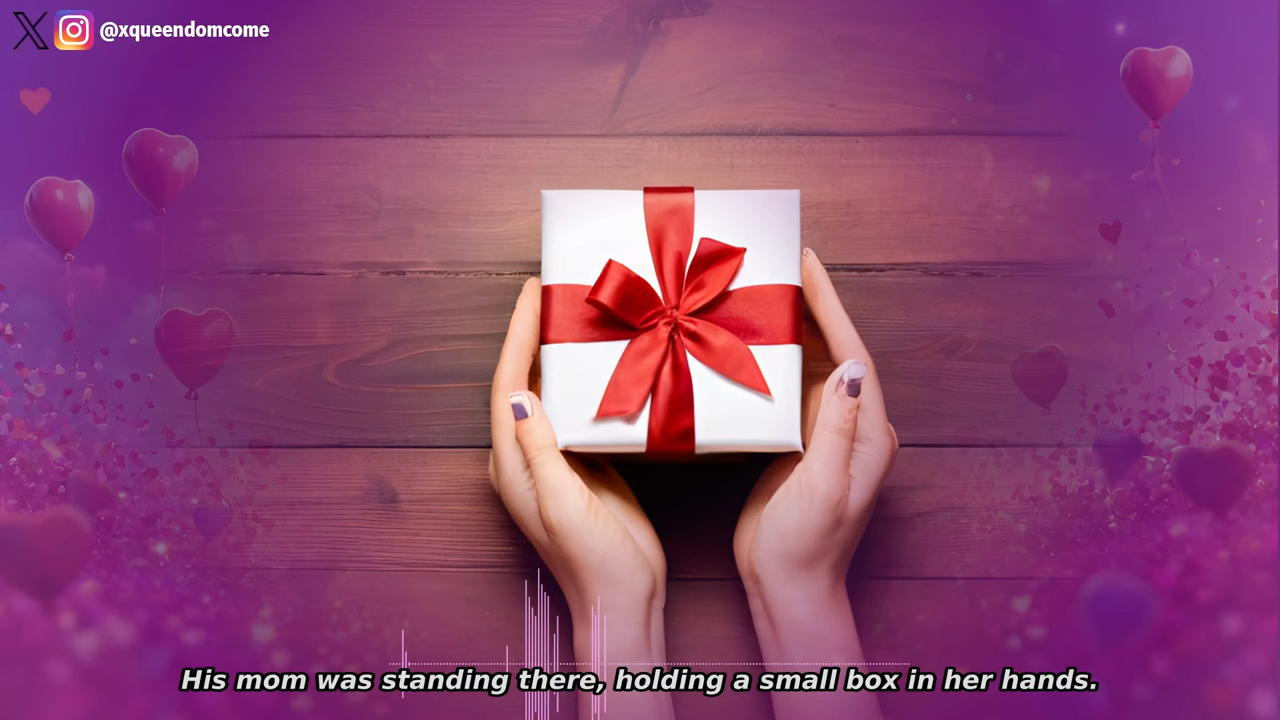 @xqueendomcome
His mom was standing there, holding a small box in her hands.